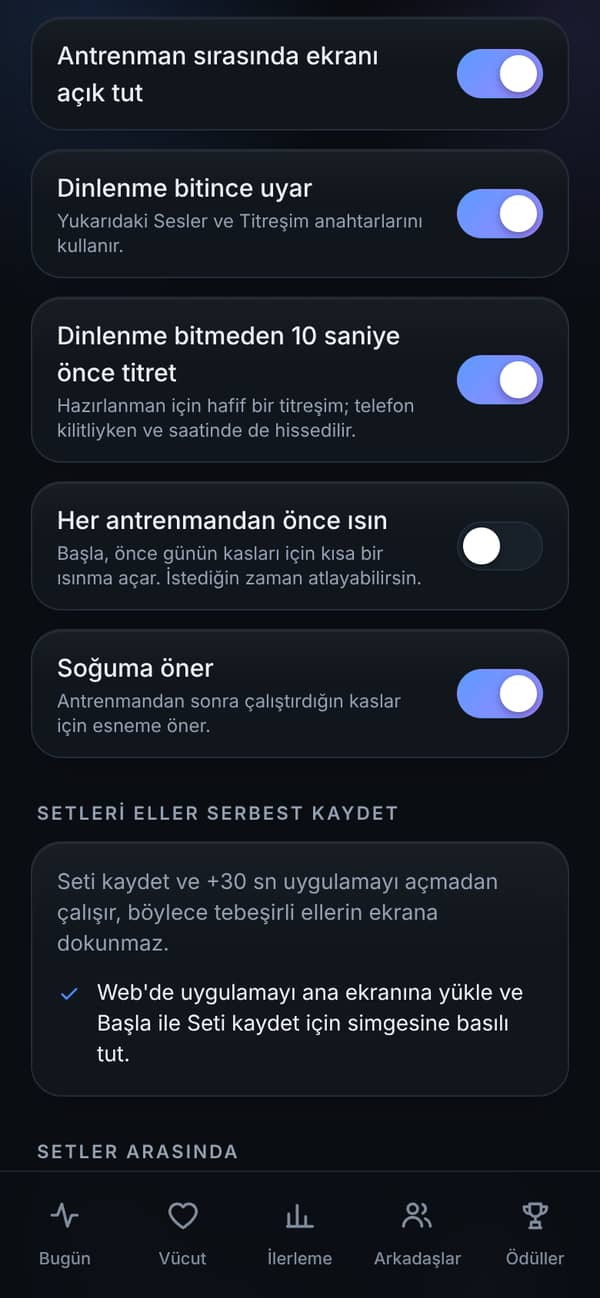 Antrenman sırasında ekranı
açık tut
Dinlenme bitince uyar
Yukarıdaki Sesler ve Titreşim anahtarlarını
kullanır.
Dinlenme bitmeden 10 saniye
önce titret
Hazırlanman için hafif bir titreşim; telefon
kilitliyken ve saatinde de hissedilir.
Her antrenmandan önce ısın
Başla, önce günün kasları için kısa bir
ısınma açar. İstediğin zaman atlayabilirsin.
Soğuma öner
Antrenmandan sonra çalıştırdığın kaslar
için esneme öner.
SETLERİ ELLER SERBEST KAYDET
Seti kaydet ve +30 sn uygulamayı açmadan
çalışır, böylece tebeşirli ellerin ekrana
dokunmaz.
Web'de uygulamayı ana ekranına yükle ve
Başla ile Seti kaydet için simgesine basılı
tut.
SETLER ARASINDA
Bugün
Vücut
İlerleme
Arkadaşlar
Ödüller